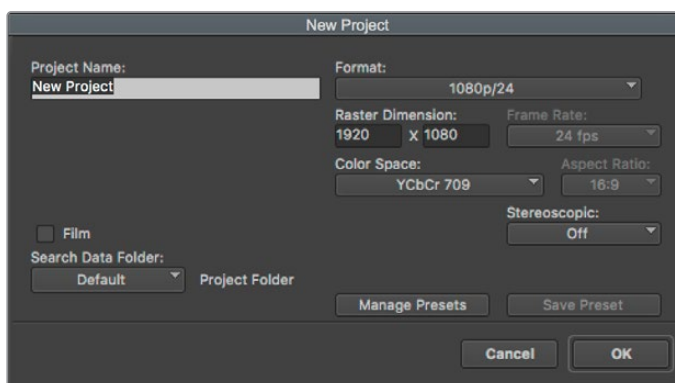 New Project
Project Name:
New Project
Format:
1080p/24
Raster Dimension:
Frame Rate:
1920 X 1080
24 fps
Color Space:
Aspect Ratio:
YCbCr 709
16:9
Stereoscopic:
Off
Film
Search Data Folder:
Default
Project Folder
Manage Presets
Save Preset
Cancel
OK